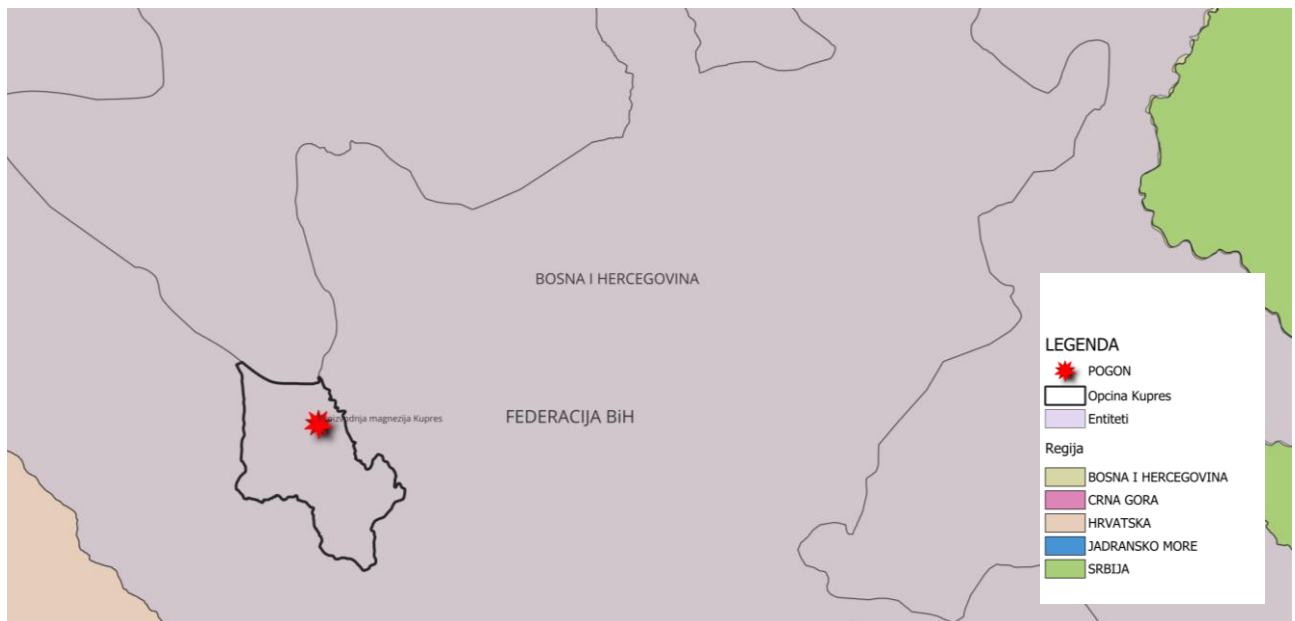 BOSNA I HERCEGOVINA
magnezija Kupres
FEDERACIJA BiH
LEGENDA
POGON
Opcina Kupres
Entiteti
Regija
BOSNA I HERCEGOVINA
CRNA GORA
HRVATSKA
JADRANSKO MORE
SRBIJA